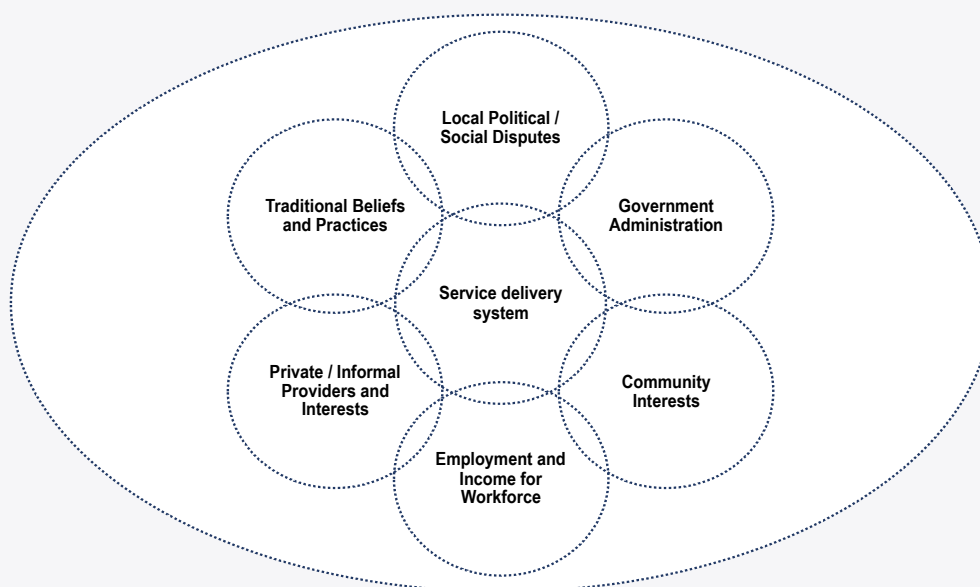 Local Political /
Social Disputes
Traditional Beliefs
and Practices
Government
Administration
Service delivery
system
Private / Informal
Providers and
Interests
Community
Interests
Employment and
Income for
Workforce